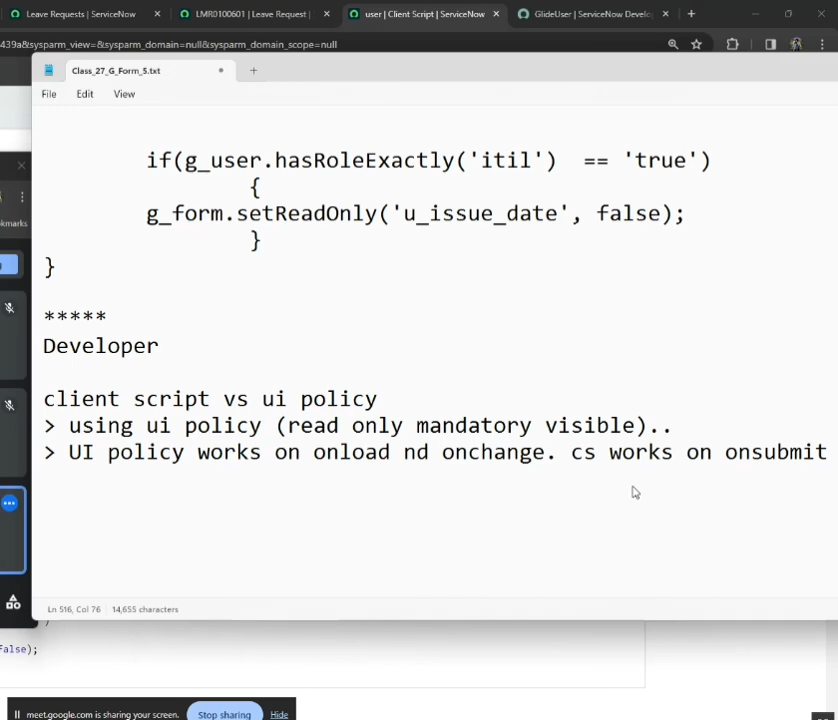 Leave Requests | ServiceNow
LMR0100601 | Leave Request |
user | Client Script | ServiceNow
GlideUser | ServiceNow Develo
439a&sysparm_view=&sysparm_domain=null&sysparm_domain_scope=null
Class_27_G_Form_5.txt
File Edit View
if(g_user.hasRoleExactly('itil') == 'true')
{
g_form.setReadOnly('u_issue_date', false);
}
}
*****
Developer
client script vs ui policy
> using ui policy (read only mandatory visible)..
> UI policy works on onload nd onchange. cs works on onsubmit
Ln 516, Col 76 14,655 characters
kmarks
False);
meet.google.com is sharing your screen. Stop sharing Hide